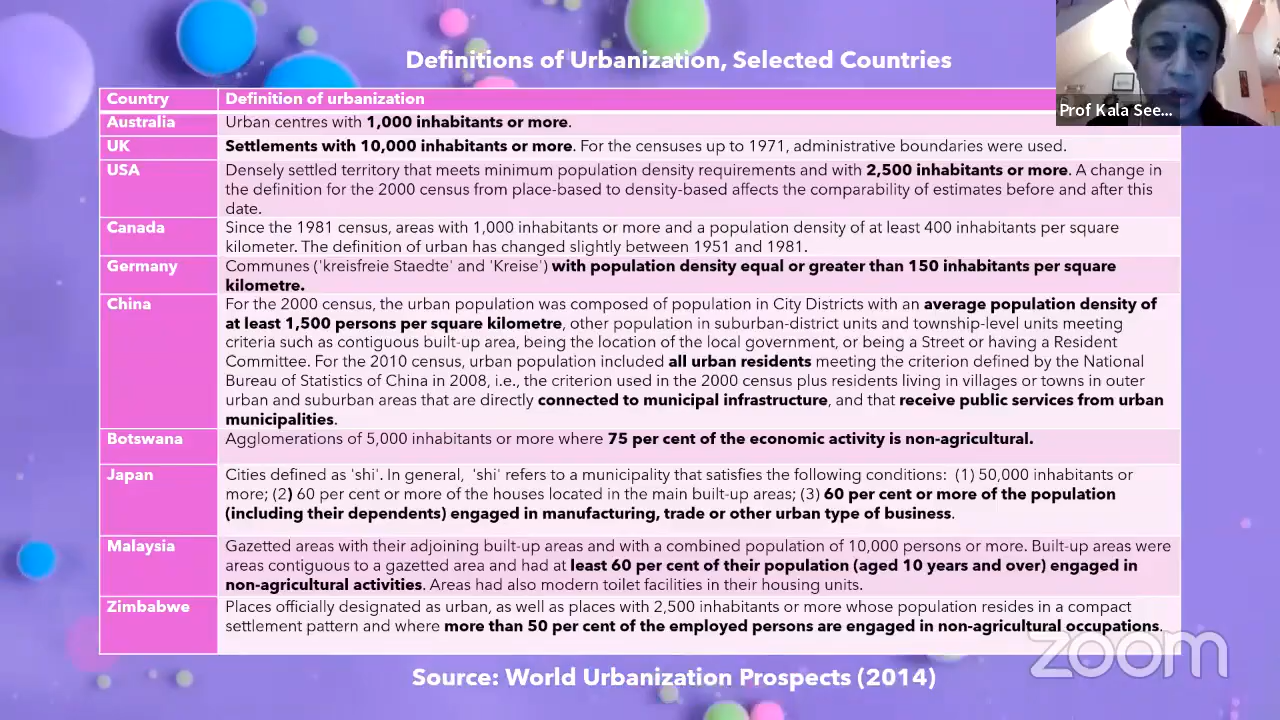 Definitions of Urbanization, Selected Countries
Prof Kala See...
Country
Definition of urbanization
Australia
Urban centres with 1,000 inhabitants or more.
UK
Settlements with 10,000 inhabitants or more. For the censuses up to 1971, administrative boundaries were used.
USA
Densely settled territory that meets minimum population density requirements and with 2,500 inhabitants or more. A change in
the definition for the 2000 census from place-based to density-based affects the comparability of estimates before and after this
date.
Canada
Since the 1981 census, areas with 1,000 inhabitants or more and a population density of at least 400 inhabitants per square
kilometer. The definition of urban has changed slightly between 1951 and 1981.
Germany
Communes ('kreisfreie Staedte' and 'Kreise') with population density equal or greater than 150 inhabitants per square
kilometre.
China
For the 2000 census, the urban population was composed of population in City Districts with an average population density of
at least 1,500 persons per square kilometre, other population in suburban-district units and township-level units meeting
criteria such as contiguous built-up area, being the location of the local government, or being a Street or having a Resident
Committee. For the 2010 census, urban population included all urban residents meeting the criterion defined by the National
Bureau of Statistics of China in 2008, i.e., the criterion used in the 2000 census plus residents living in villages or towns in outer
urban and suburban areas that are directly connected to municipal infrastructure, and that receive public services from urban
municipalities.
Botswana
Agglomerations of 5,000 inhabitants or more where 75 per cent of the economic activity is non-agricultural.
Japan
Cities defined as 'shi'. In general, 'shi' refers to a municipality that satisfies the following conditions: (1) 50,000 inhabitants or
more; (2) 60 per cent or more of the houses located in the main built-up areas; (3) 60 per cent or more of the population
(including their dependents) engaged in manufacturing, trade or other urban type of business.
Malaysia
Gazetted areas with their adjoining built-up areas and with a combined population of 10,000 persons or more. Built-up areas were
areas contiguous to a gazetted area and had at least 60 per cent of their population (aged 10 years and over) engaged in
non-agricultural activities. Areas had also modern toilet facilities in their housing units.
Zimbabwe
Places officially designated as urban, as well as places with 2,500 inhabitants or more whose population resides in a compact
settlement pattern and where more than 50 per cent of the employed persons are engaged in non-agricultural occupations.
zoom
Source: World Urbanization Prospects (2014)